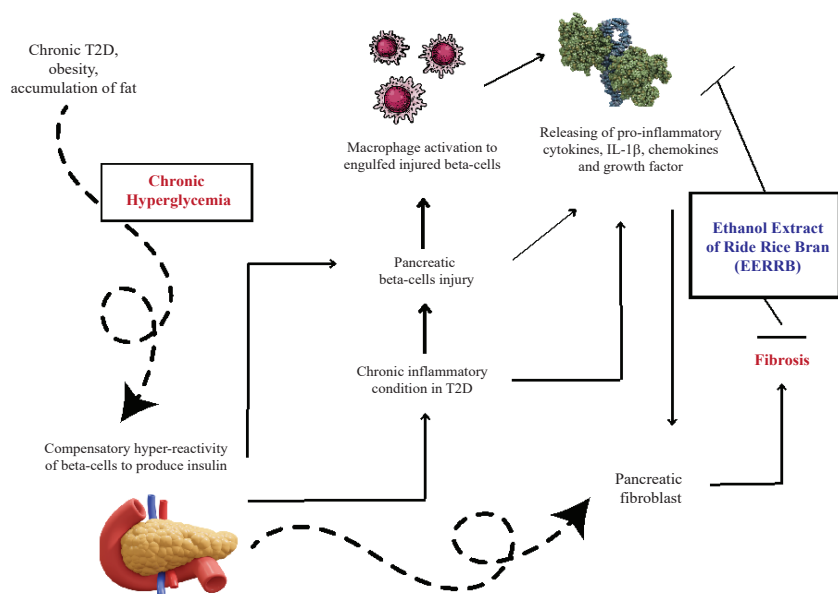 Chronic T2D,
obesity,
accumulation of fat
Chronic
Hyperglycemia
Macrophage activation to
engulfed injured beta-cells
Releasing of pro-inflammatory
cytokines, IL-1β, chemokines
and growth factor
Ethanol Extract
of Ride Rice Bran
(EERRB)
Pancreatic
beta-cells injury
Chronic inflammatory
condition in T2D
Fibrosis
Compensatory hyper-reactivity
of beta-cells to produce insulin
Pancreatic
fibroblast